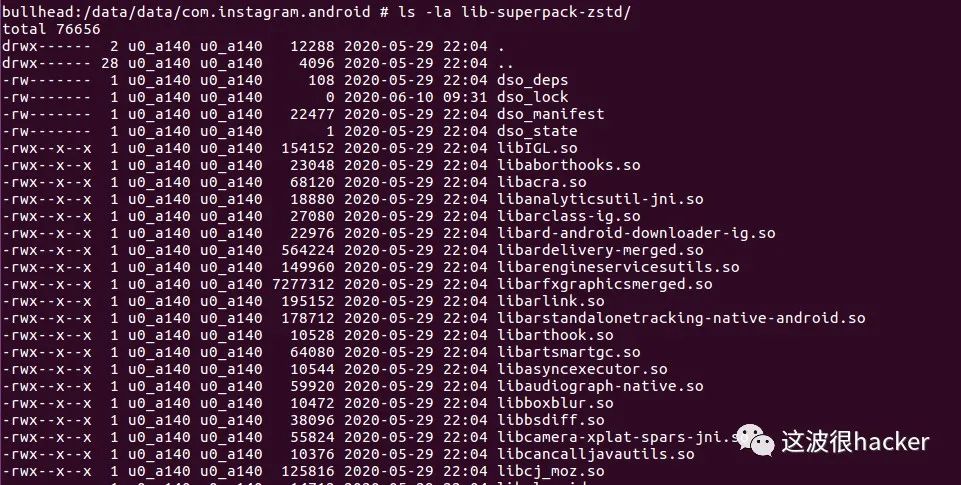 bullhead:/data/data/com.instagram.android # ls -la lib-superpack-zstd/
total 76656
drwx------  2 u0_a140 u0_a140   12288 2020-05-29 22:04 .
drwx------ 28 u0_a140 u0_a140    4096 2020-05-29 22:04 ..
-rw-------  1 u0_a140 u0_a140     108 2020-05-29 22:04 dso_deps
-rw-------  1 u0_a140 u0_a140       0 2020-06-10 09:31 dso_lock
-rw-------  1 u0_a140 u0_a140   22477 2020-05-29 22:04 dso_manifest
-rw-------  1 u0_a140 u0_a140       1 2020-05-29 22:04 dso_state
-rwx--x--x  1 u0_a140 u0_a140  154152 2020-05-29 22:04 libIGL.so
-rwx--x--x  1 u0_a140 u0_a140   23048 2020-05-29 22:04 libaborthooks.so
-rwx--x--x  1 u0_a140 u0_a140   68120 2020-05-29 22:04 libacra.so
-rwx--x--x  1 u0_a140 u0_a140   18880 2020-05-29 22:04 libanalyticsutil-jni.so
-rwx--x--x  1 u0_a140 u0_a140   27080 2020-05-29 22:04 libarclass-ig.so
-rwx--x--x  1 u0_a140 u0_a140   22976 2020-05-29 22:04 libard-android-downloader-ig.so
-rwx--x--x  1 u0_a140 u0_a140  564224 2020-05-29 22:04 libardelivery-merged.so
-rwx--x--x  1 u0_a140 u0_a140  149960 2020-05-29 22:04 libarengineservicesutils.so
-rwx--x--x  1 u0_a140 u0_a140 7277312 2020-05-29 22:04 libarfxgraphicsmerged.so
-rwx--x--x  1 u0_a140 u0_a140  195152 2020-05-29 22:04 libarlink.so
-rwx--x--x  1 u0_a140 u0_a140  178712 2020-05-29 22:04 libarstandalonetracking-native-android.so
-rwx--x--x  1 u0_a140 u0_a140   10528 2020-05-29 22:04 libarthook.so
-rwx--x--x  1 u0_a140 u0_a140   64080 2020-05-29 22:04 libartsmartgc.so
-rwx--x--x  1 u0_a140 u0_a140   10544 2020-05-29 22:04 libasyncexecutor.so
-rwx--x--x  1 u0_a140 u0_a140   59920 2020-05-29 22:04 libaudiograph-native.so
-rwx--x--x  1 u0_a140 u0_a140   10472 2020-05-29 22:04 libboxblur.so
-rwx--x--x  1 u0_a140 u0_a140   38096 2020-05-29 22:04 libbsdiff.so
-rwx--x--x  1 u0_a140 u0_a140   55824 2020-05-29 22:04 libcamera-xplat-spars-jni.so
-rwx--x--x  1 u0_a140 u0_a140   10376 2020-05-29 22:04 libcancalljavautils.so
-rwx--x--x  1 u0_a140 u0_a140  125816 2020-05-29 22:04 libcj_moz.so
这波很hacker